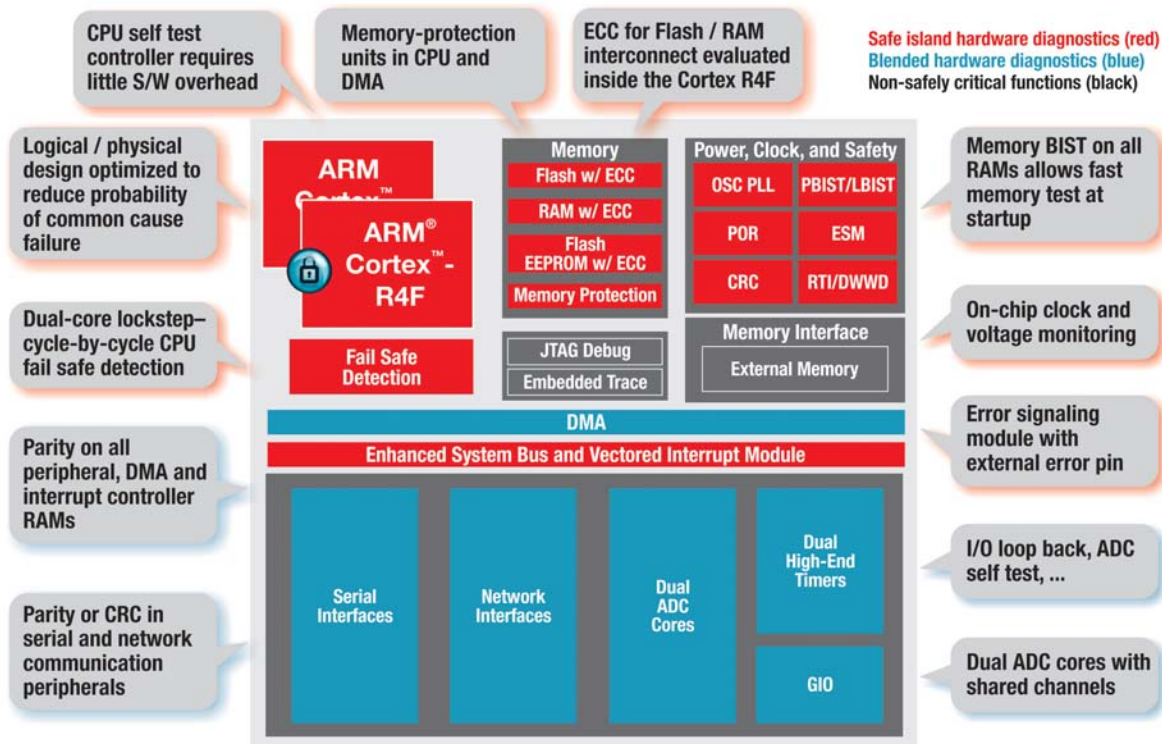 CPU self test
controller requires
little S/W overhead
Memory-protection
units in CPU and
DMA
ECC for Flash / RAM
interconnect evaluated
inside the Cortex R4F
Safe island hardware diagnostics (red)
Blended hardware diagnostics (blue)
Non-safely critical functions (black)
Logical / physical
design optimized to
reduce probability
of common cause
failure
Dual-core lockstep–
cycle-by-cycle CPU
fail safe detection
Parity on all
peripheral, DMA and
interrupt controller
RAMs
Parity or CRC in
serial and network
communication
peripherals
ARM
Cortex™
ARM®
Cortex™-
R4F
Fail Safe
Detection
Memory
Flash w/ ECC
RAM w/ ECC
Flash
EEPROM w/ ECC
Memory Protection
JTAG Debug
Embedded Trace
Power, Clock, and Safety
OSC PLL
PBIST/LBIST
POR
ESM
CRC
RTI/DWWD
Memory Interface
External Memory
DMA
Enhanced System Bus and Vectored Interrupt Module
Serial
Interfaces
Network
Interfaces
Dual
ADC
Cores
Dual
High-End
Timers
GIO
Memory BIST on all
RAMs allows fast
memory test at
startup
On-chip clock and
voltage monitoring
Error signaling
module with
external error pin
I/O loop back, ADC
self test, ...
Dual ADC cores with
shared channels